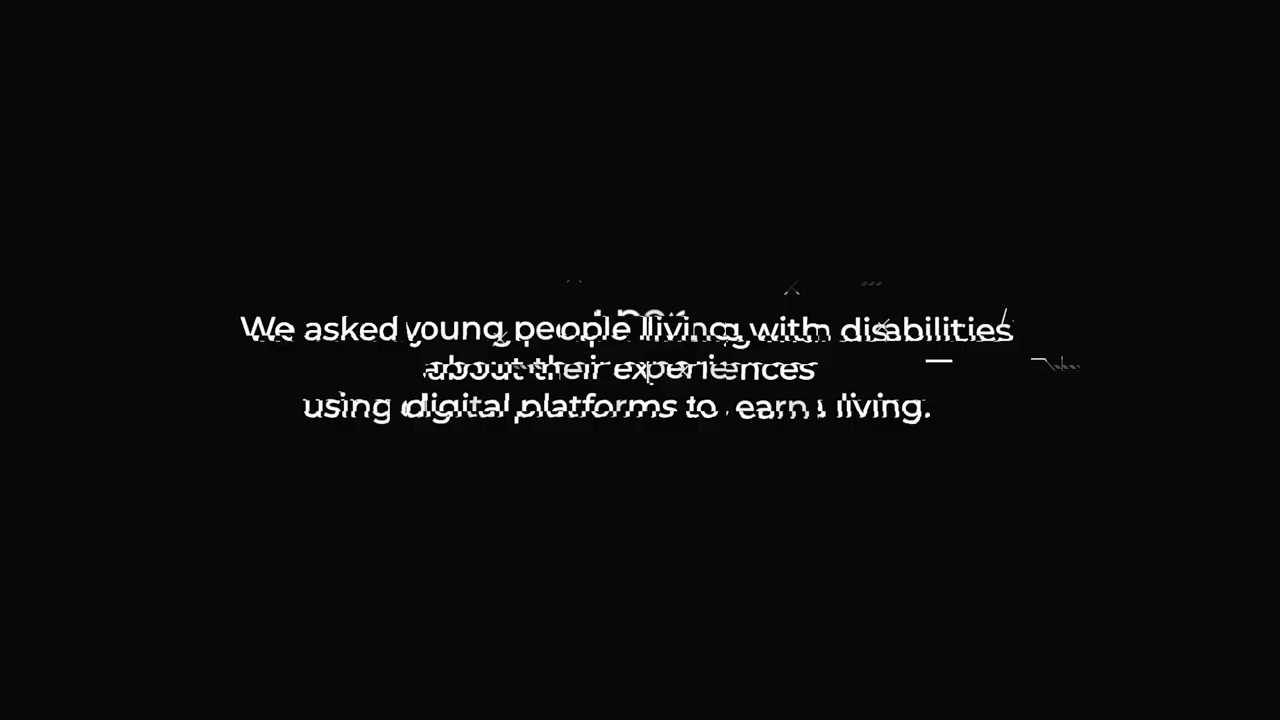 We asked young people living with disabilities
about their experiences
using digital platforms to earn a living.